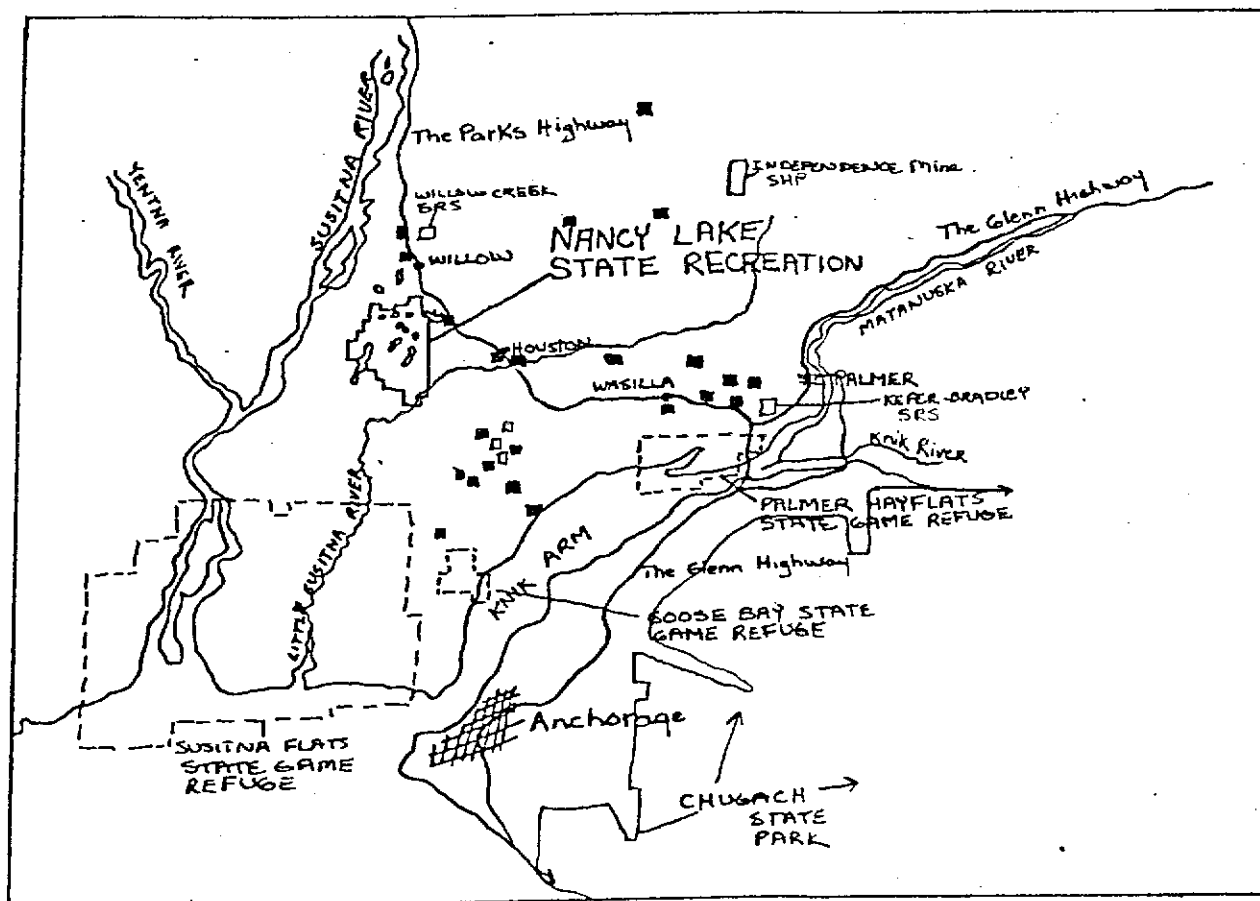 The Parks Highway
SUSITNA RIVER
YENTNA
RIVER
WILLOW CREEK
SRS
INDEPENDENCE Mine
SHP
The Glenn Highway
MATANUSKA RIVER
NANCY LAKE
STATE RECREATION
WILLOW
HOUSTON
WASILLA
PALMER
KEPER-BRADLEY
SRS
Knik River
PALMER HAYFLATS
STATE GAME REFUGE
LITTLE SUSITNA RIVER
KNIK ARM
The Glenn Highway
GOOSE BAY STATE
GAME REFUGE
Anchorage
SUSITNA FLATS
STATE GAME
REFUGE
CHUGACH
STATE
PARK